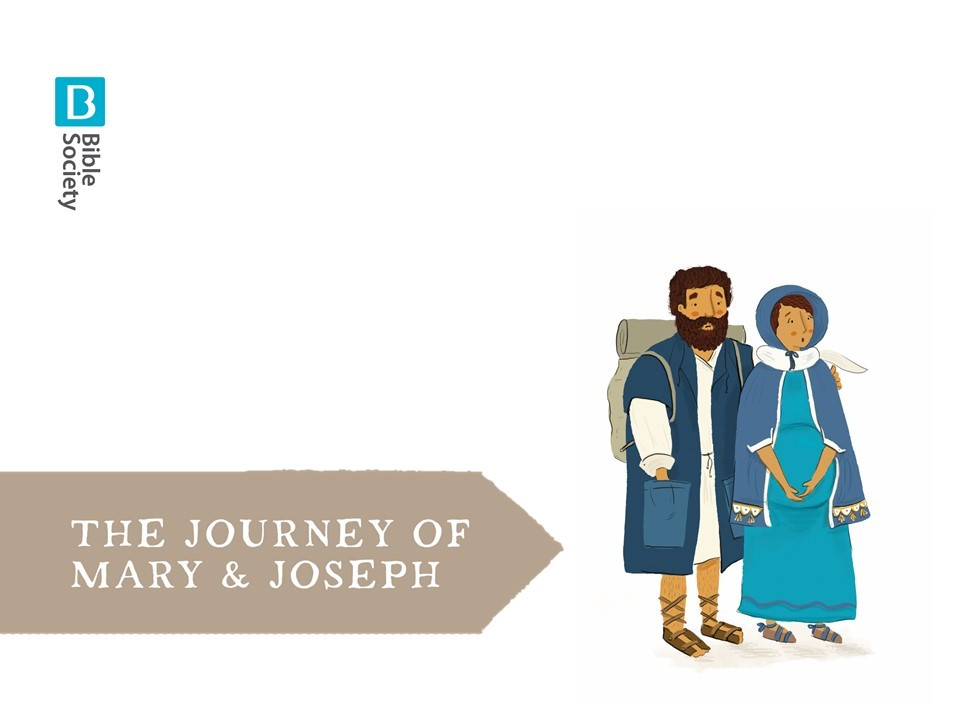 B
Bible
Society
THE JOURNEY OF
MARY & JOSEPH